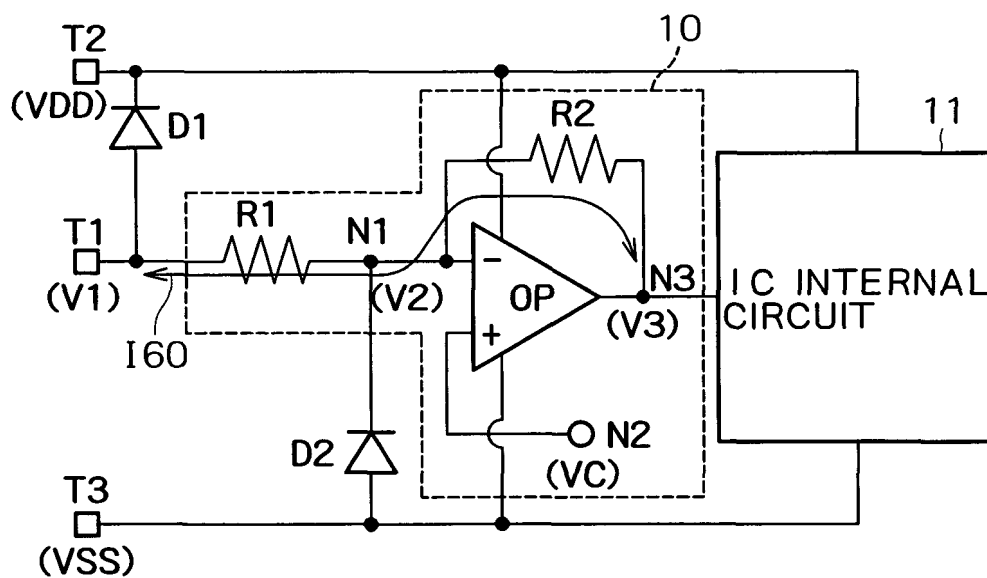 10
T2
(VDD)
D1
R2
11
T1
(V1)
R1
N1
(V2)
−
OP
+
N3
(V3)
IC INTERNAL
CIRCUIT
I60
D2
N2
(VC)
T3
(VSS)